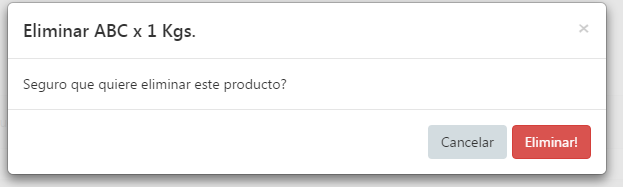 Eliminar ABC x 1 Kgs.
×
Seguro que quiere eliminar este producto?
Cancelar
Eliminar!